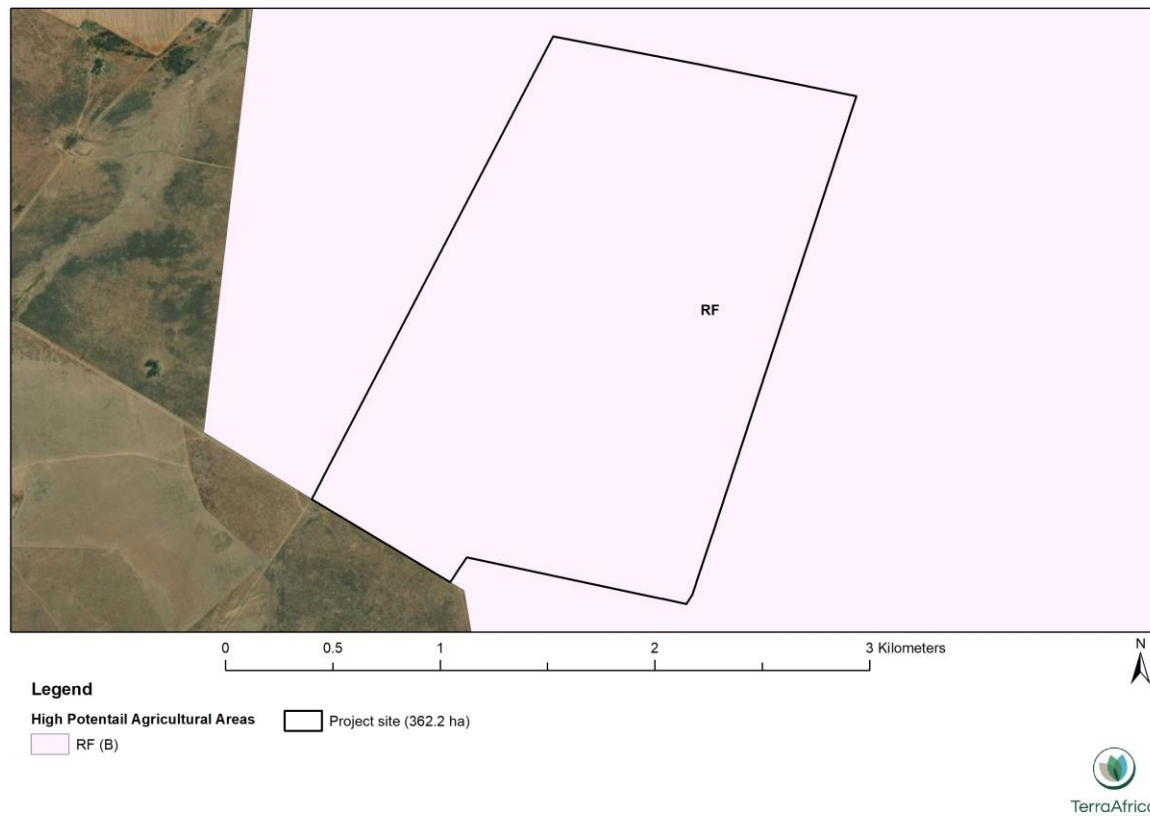 RF
0 0.5 1 2 3 Kilometers
N
Legend
High Potentail Agricultural Areas
Project site (362.2 ha)
RF (B)
TerraAfrica